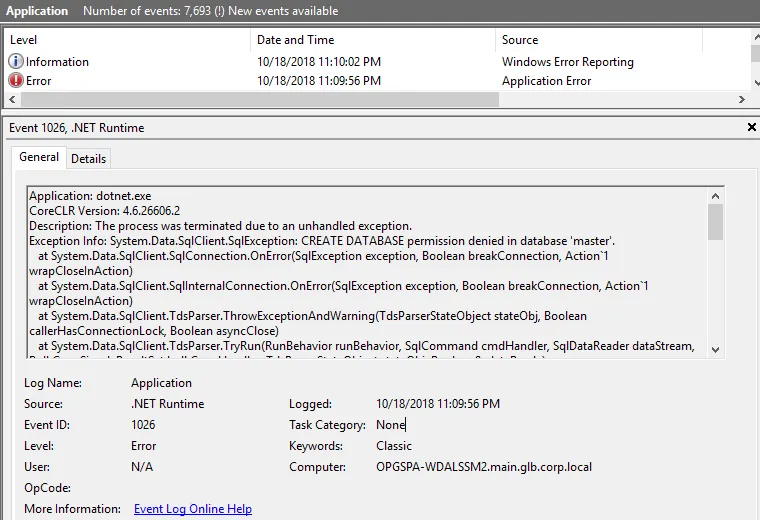 Application Number of events: 7,693 (!) New events available
Level Date and Time Source
Information 10/18/2018 11:10:02 PM Windows Error Reporting
Error 10/18/2018 11:09:56 PM Application Error
Event 1026, .NET Runtime
General Details
Application: dotnet.exe
CoreCLR Version: 4.6.26606.2
Description: The process was terminated due to an unhandled exception.
Exception Info: System.Data.SqlClient.SqlException: CREATE DATABASE permission denied in database 'master'.
at System.Data.SqlClient.SqlConnection.OnError(SqlException exception, Boolean breakConnection, Action`1
wrapCloseInAction)
at System.Data.SqlClient.SqlInternalConnection.OnError(SqlException exception, Boolean breakConnection, Action`1
wrapCloseInAction)
at System.Data.SqlClient.TdsParser.ThrowExceptionAndWarning(TdsParserStateObject stateObj, Boolean
callerHasConnectionLock, Boolean asyncClose)
at System.Data.SqlClient.TdsParser.TryRun(RunBehavior runBehavior, SqlCommand cmdHandler, SqlDataReader dataStream,
Log Name: Application
Source: .NET Runtime Logged: 10/18/2018 11:09:56 PM
Event ID: 1026 Task Category: None
Level: Error Keywords: Classic
User: N/A Computer: OPGSPA-WDALSSM2.main.glb.corp.local
OpCode:
More Information: Event Log Online Help